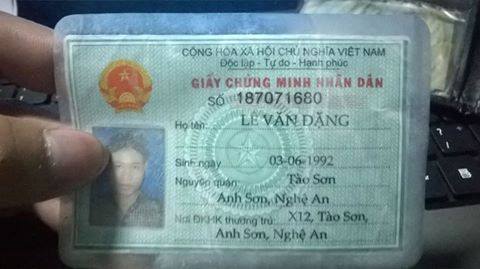 CỘNG HÒA XÃ HỘI CHỦ NGHĨA VIỆT NAM
Độc lập - Tự do - Hạnh phúc
GIẤY CHỨNG MINH NHÂN DÂN
SỐ 187071680
Họ tên: LÊ VĂN ĐẶNG
Sinh ngày 03-06-1992
Nguyên quán: Tào Sơn
Anh Sơn, Nghệ An
Nơi ĐKHK thường trú: X12, Tào Sơn,
Anh Sơn, Nghệ An